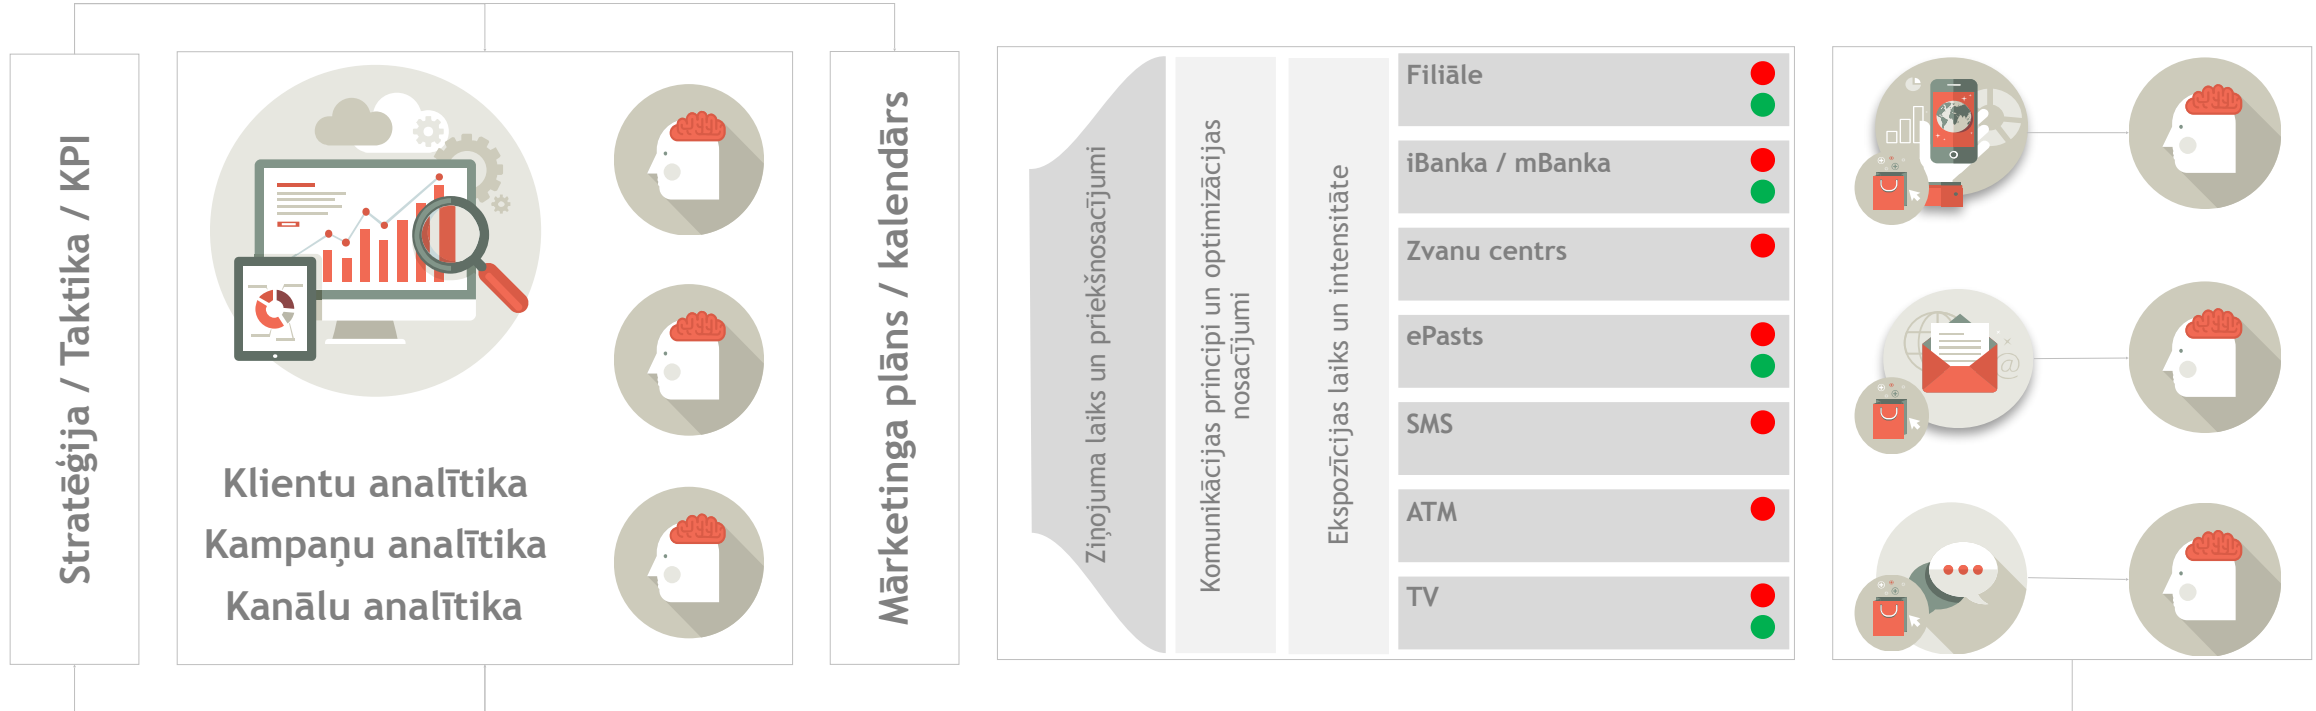 Stratēģija / Taktika / KPI
Klientu analītika
Kampaņu analītika
Kanālu analītika
Mārketinga plāns / kalendārs
Ziņojuma laiks un priekšnosacījumi
Komunikācijas principi un optimizācijas
nosacījumi
Ekspozīcijas laiks un intensitāte
Filiāle
iBanka / mBanka
Zvanu centrs
ePasts
SMS
ATM
TV